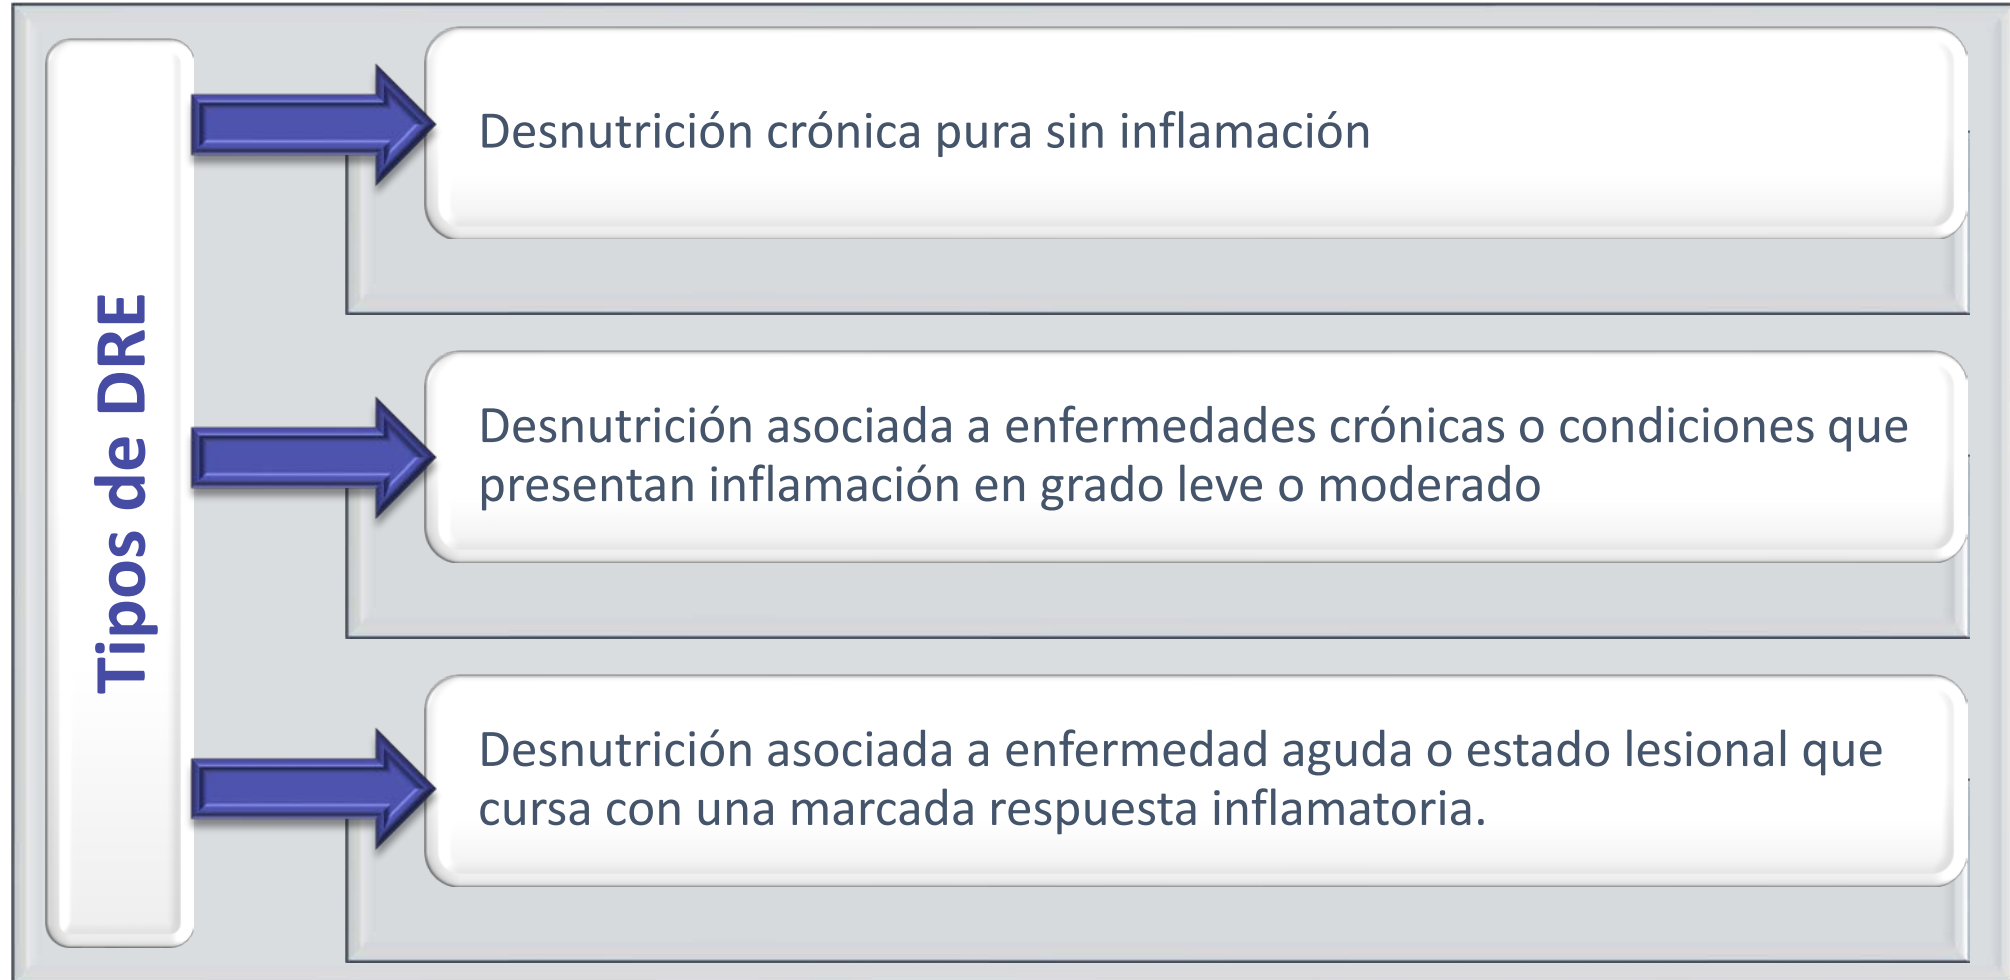 Tipos de DRE
Desnutrición crónica pura sin inflamación
Desnutrición asociada a enfermedades crónicas o condiciones que
presentan inflamación en grado leve o moderado
Desnutrición asociada a enfermedad aguda o estado lesional que
cursa con una marcada respuesta inflamatoria.